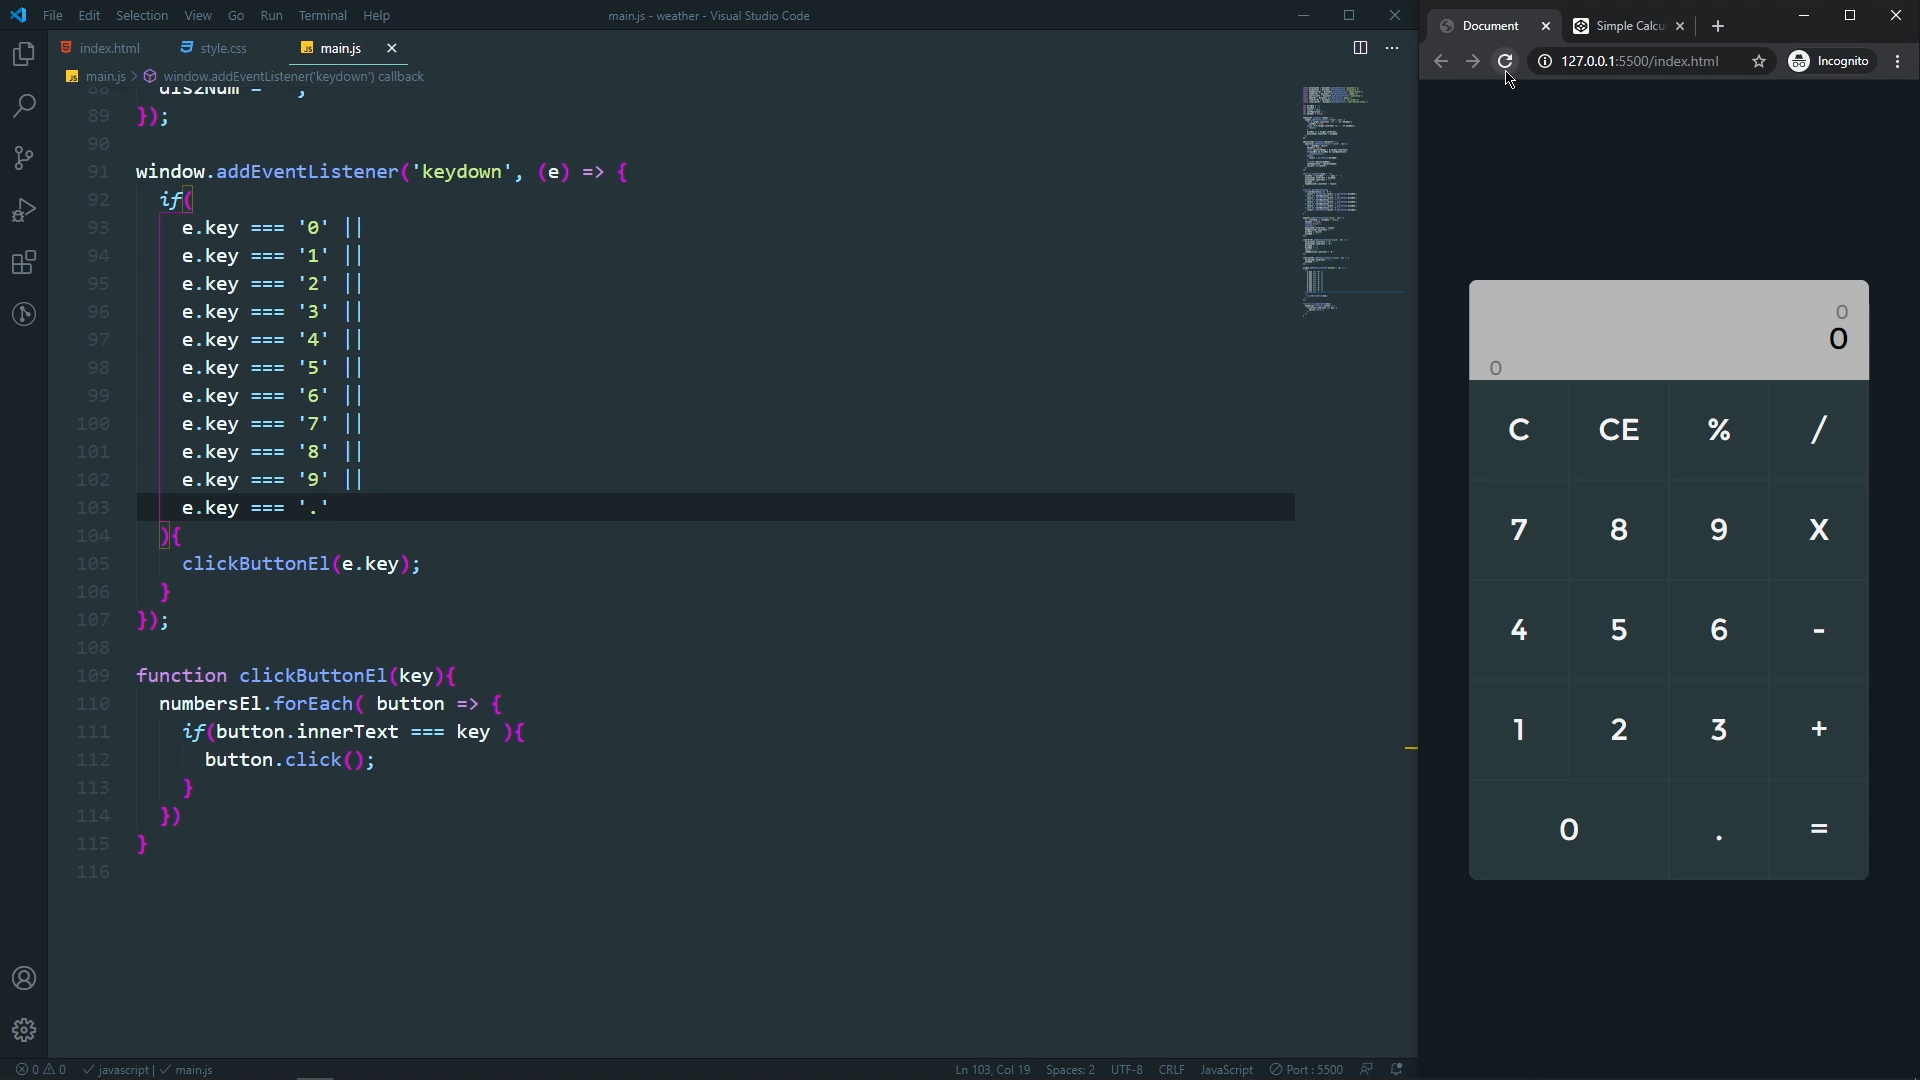 File Edit Selection View Go Run Terminal Help
main.js - weather - Visual Studio Code
index.html style.css main.js
main.js > window.addEventListener('keydown') callback
88 dis2Num = '';
89 });
90
91 window.addEventListener('keydown', (e) => {
92 if(
93 e.key === '0' ||
94 e.key === '1' ||
95 e.key === '2' ||
96 e.key === '3' ||
97 e.key === '4' ||
98 e.key === '5' ||
99 e.key === '6' ||
100 e.key === '7' ||
101 e.key === '8' ||
102 e.key === '9' ||
103 e.key === '.'
104 ){
105 clickButtonEl(e.key);
106 }
107 });
108
109 function clickButtonEl(key){
110 numbersEl.forEach( button => {
111 if(button.innerText === key ){
112 button.click();
113 }
114 })
115 }
116
0 0 javascript | main.js
Ln 103, Col 19 Spaces: 2 UTF-8 CRLF JavaScript Port : 5500
Document Simple Calcu
127.0.0.1:5500/index.html Incognito
0
0
0
C CE % /
7 8 9 X
4 5 6 -
1 2 3 +
0 . =